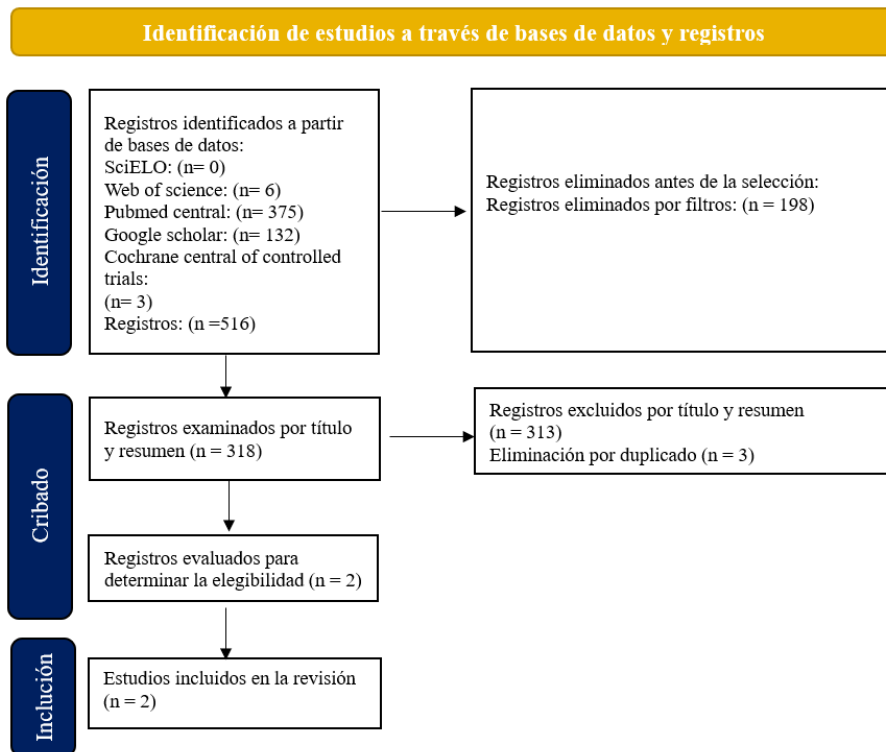 Identificación de estudios a través de bases de datos y registros
Identificación
Registros identificados a partir
de bases de datos:
SciELO: (n= 0)
Web of science: (n= 6)
Pubmed central: (n= 375)
Google scholar: (n= 132)
Cochrane central of controlled
trials:
(n= 3)
Registros: (n =516)
Registros eliminados antes de la selección:
Registros eliminados por filtros: (n = 198)
Cribado
Registros examinados por título
y resumen (n = 318)
Registros excluidos por título y resumen
(n = 313)
Eliminación por duplicado (n = 3)
Registros evaluados para
determinar la elegibilidad (n = 2)
Inclución
Estudios incluidos en la revisión
(n = 2)